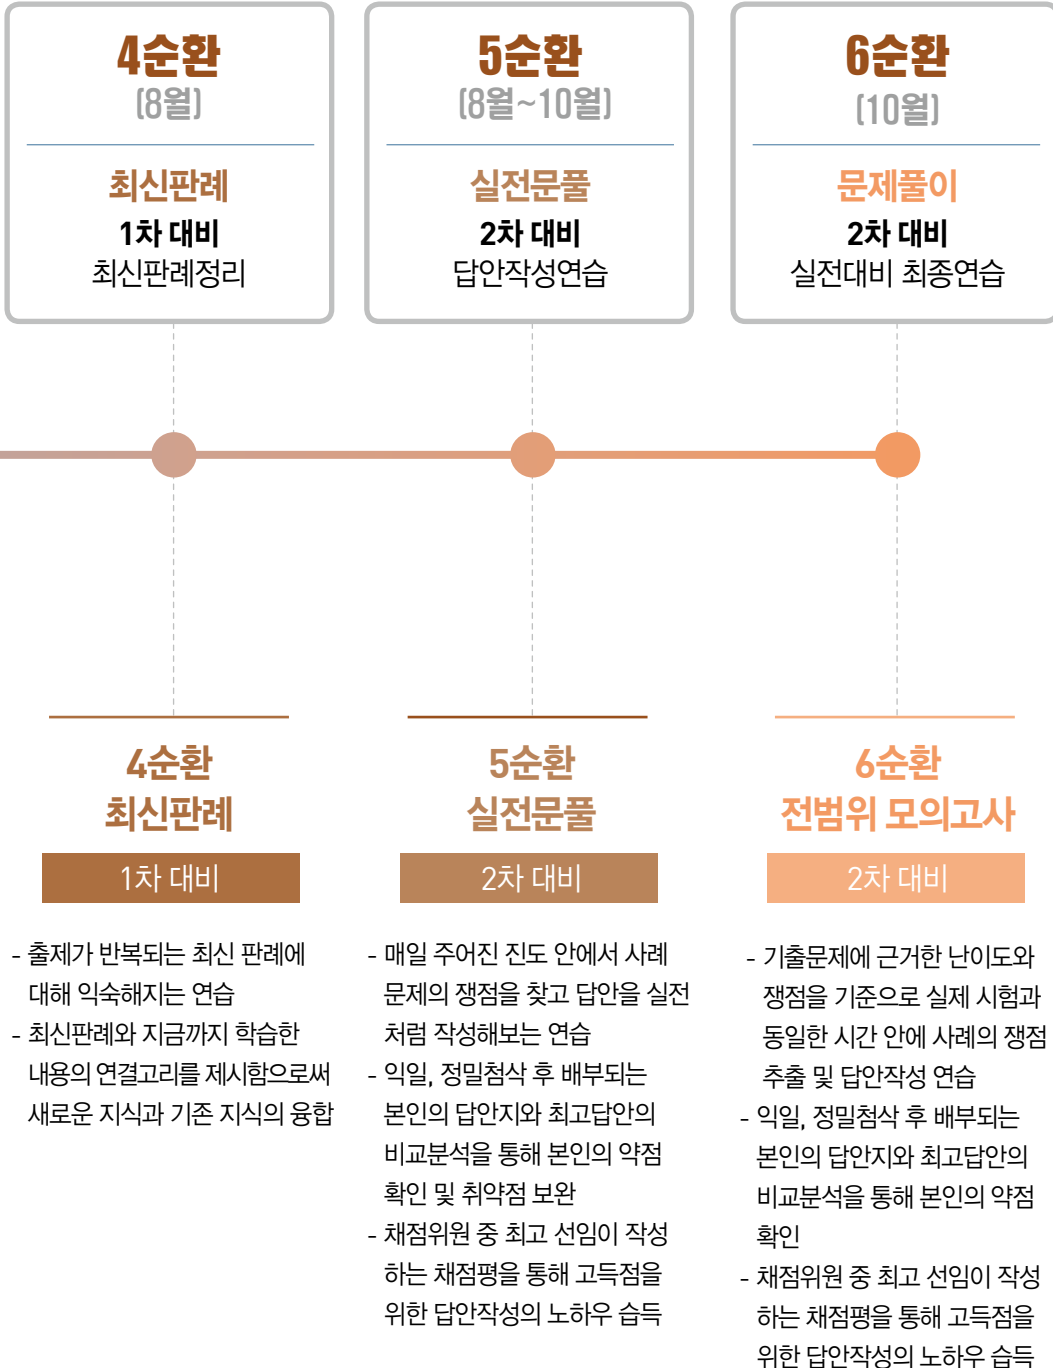 4순환
(8월)
최신판례
1차 대비
최신판례정리
5순환
(8월~10월)
실전문풀
2차 대비
답안작성연습
6순환
(10월)
문제풀이
2차 대비
실전대비 최종연습
4순환
최신판례
1차 대비
- 출제가 반복되는 최신 판례에
대해 익숙해지는 연습
- 최신판례와 지금까지 학습한
내용의 연결고리를 제시함으로써
새로운 지식과 기존 지식의 융합
5순환
실전문풀
2차 대비
- 매일 주어진 진도 안에서 사례
문제의 쟁점을 찾고 답안을 실전
처럼 작성해보는 연습
- 익일, 정밀첨삭 후 배부되는
본인의 답안지와 최고답안의
비교분석을 통해 본인의 약점
확인 및 취약점 보완
- 채점위원 중 최고 선임이 작성
하는 채점평을 통해 고득점을
위한 답안작성의 노하우 습득
6순환
전범위 모의고사
2차 대비
- 기출문제에 근거한 난이도와
쟁점을 기준으로 실제 시험과
동일한 시간 안에 사례의 쟁점
추출 및 답안작성 연습
- 익일, 정밀첨삭 후 배부되는
본인의 답안지와 최고답안의
비교분석을 통해 본인의 약점
확인
- 채점위원 중 최고 선임이 작성
하는 채점평을 통해 고득점을
위한 답안작성의 노하우 습득